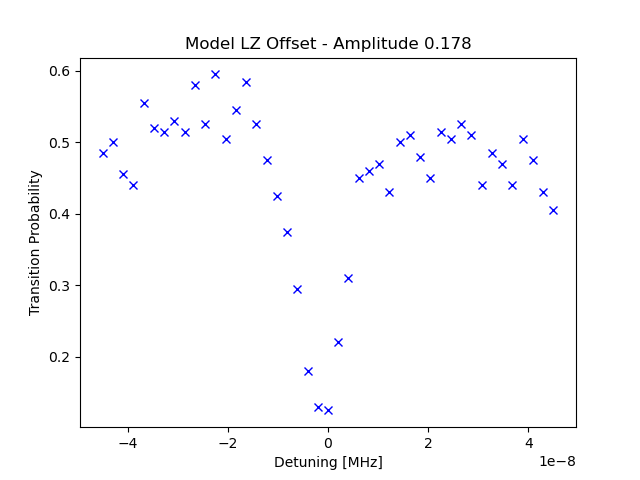 Model LZ Offset - Amplitude 0.178
Transition Probability
0.6
0.5
0.4
0.3
0.2
−4
−2
0
2
4
1e−8
Detuning [MHz]